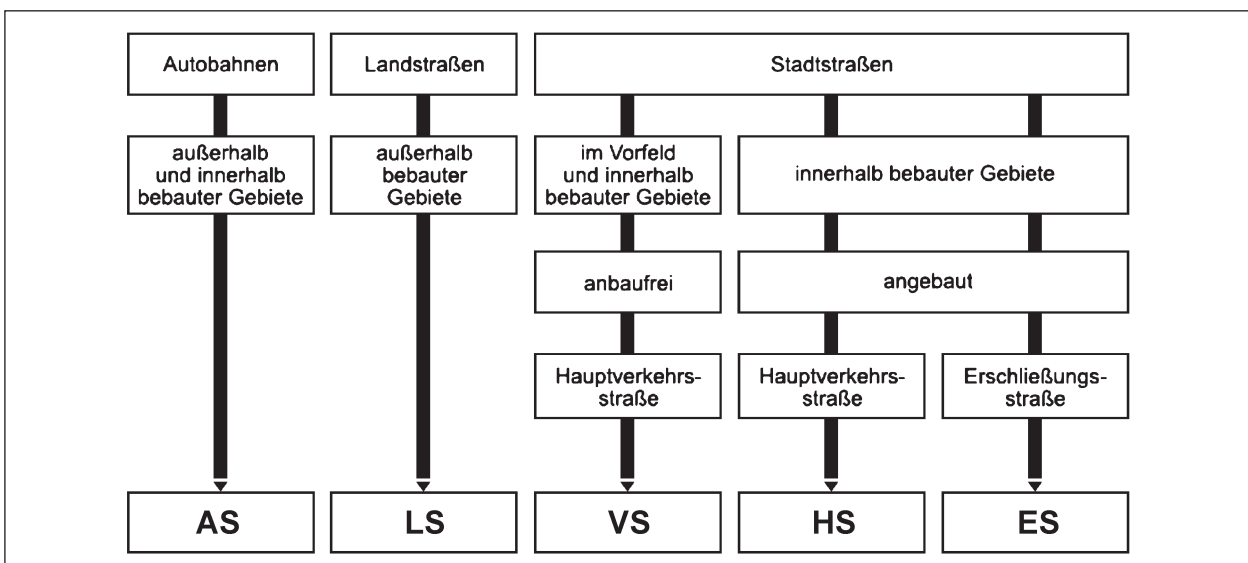 Autobahnen
Landstraßen
Stadtstraßen
außerhalb
und innerhalb
bebauter Gebiete
außerhalb
bebauter
Gebiete
im Vorfeld
und innerhalb
bebauter Gebiete
innerhalb bebauter Gebiete
anbaufrei
angebaut
Hauptverkehrs-
straße
Hauptverkehrs-
straße
Erschließungs-
straße
AS
LS
VS
HS
ES